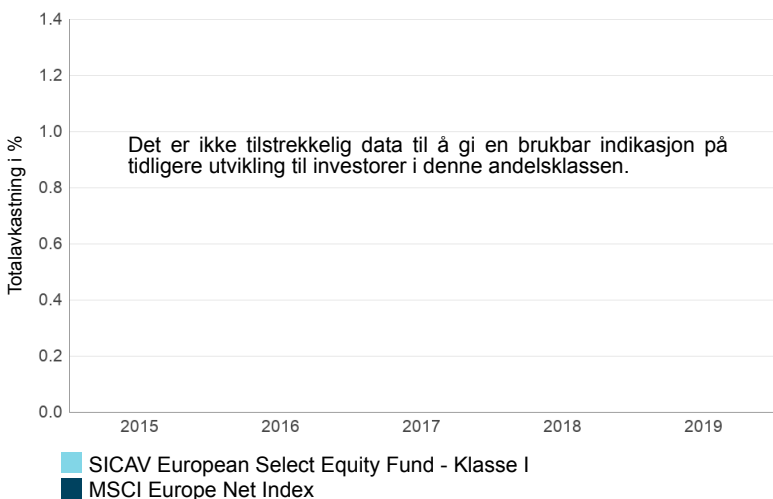 1.4
1.2
1.0
0.8
0.6
0.4
0.2
0.0
Totalavkastning i %
Det er ikke tilstrekkelig data til å gi en brukbar indikasjon på
tidligere utvikling til investorer i denne andelsklassen.
2015 2016 2017 2018 2019
SICAV European Select Equity Fund - Klasse I
MSCI Europe Net Index